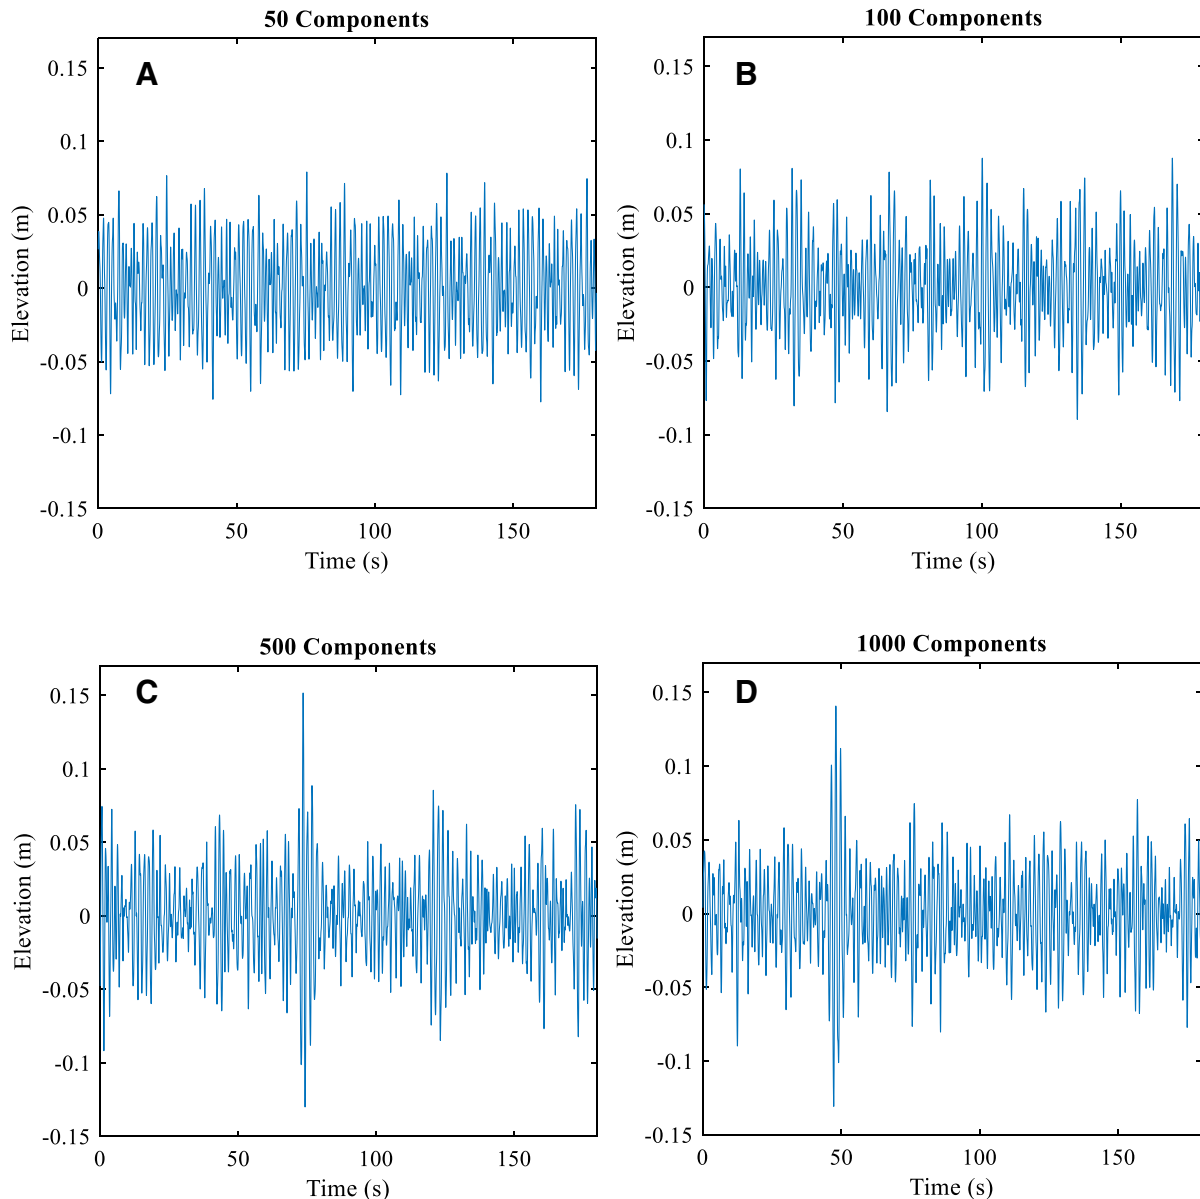 50 Components
A
0.15
0.1
0.05
0
-0.05
-0.1
-0.15
Elevation (m)
0 50 100 150
Time (s)
100 Components
B
0.15
0.1
0.05
0
-0.05
-0.1
-0.15
Elevation (m)
0 50 100 150
Time (s)
500 Components
C
0.15
0.1
0.05
0
-0.05
-0.1
-0.15
Elevation (m)
0 50 100 150
Time (s)
1000 Components
D
0.15
0.1
0.05
0
-0.05
-0.1
-0.15
Elevation (m)
0 50 100 150
Time (s)